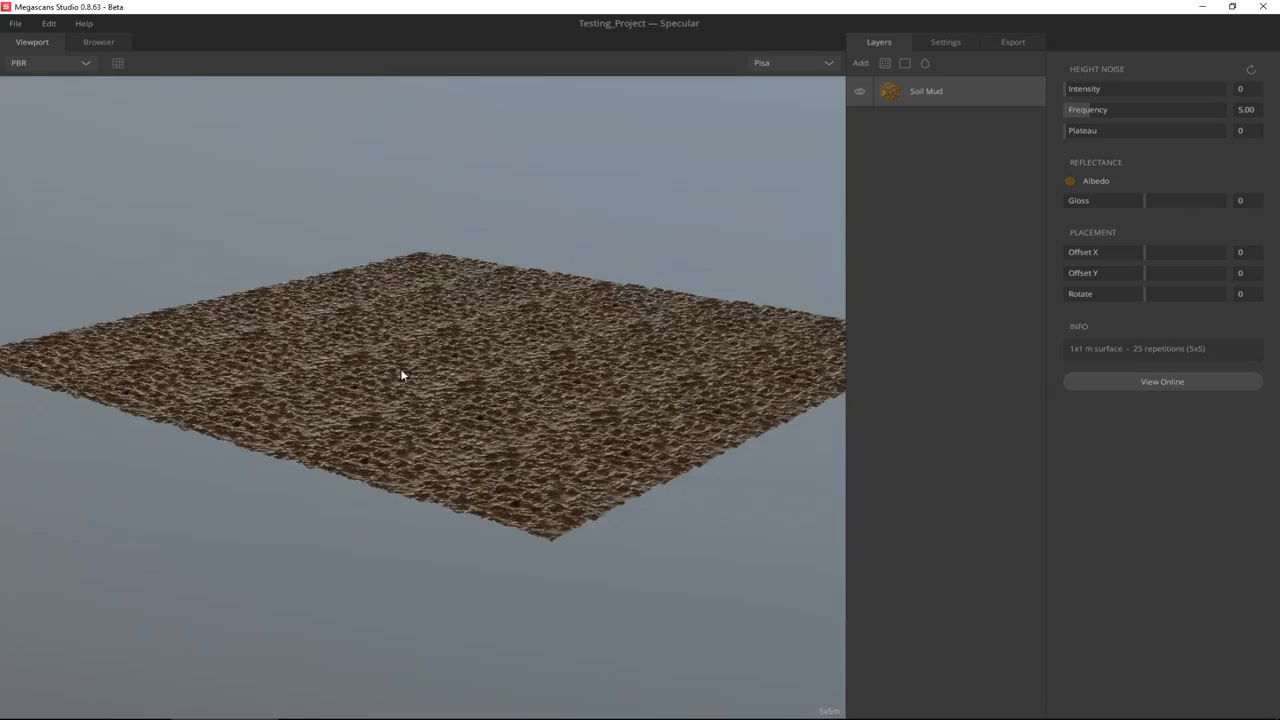 Megascans Studio 0.8.63 - Beta
File Edit Help
Testing_Project — Specular
Viewport Browser
Layers Settings Export
PBR
Pisa
Add:
Soil Mud
HEIGHT NOISE
Intensity 0
Frequency 5.00
Plateau 0
REFLECTANCE
Albedo
Gloss 0
PLACEMENT
Offset X 0
Offset Y 0
Rotate 0
INFO
1x1 m surface - 25 repetitions (5x5)
View Online
5x5m